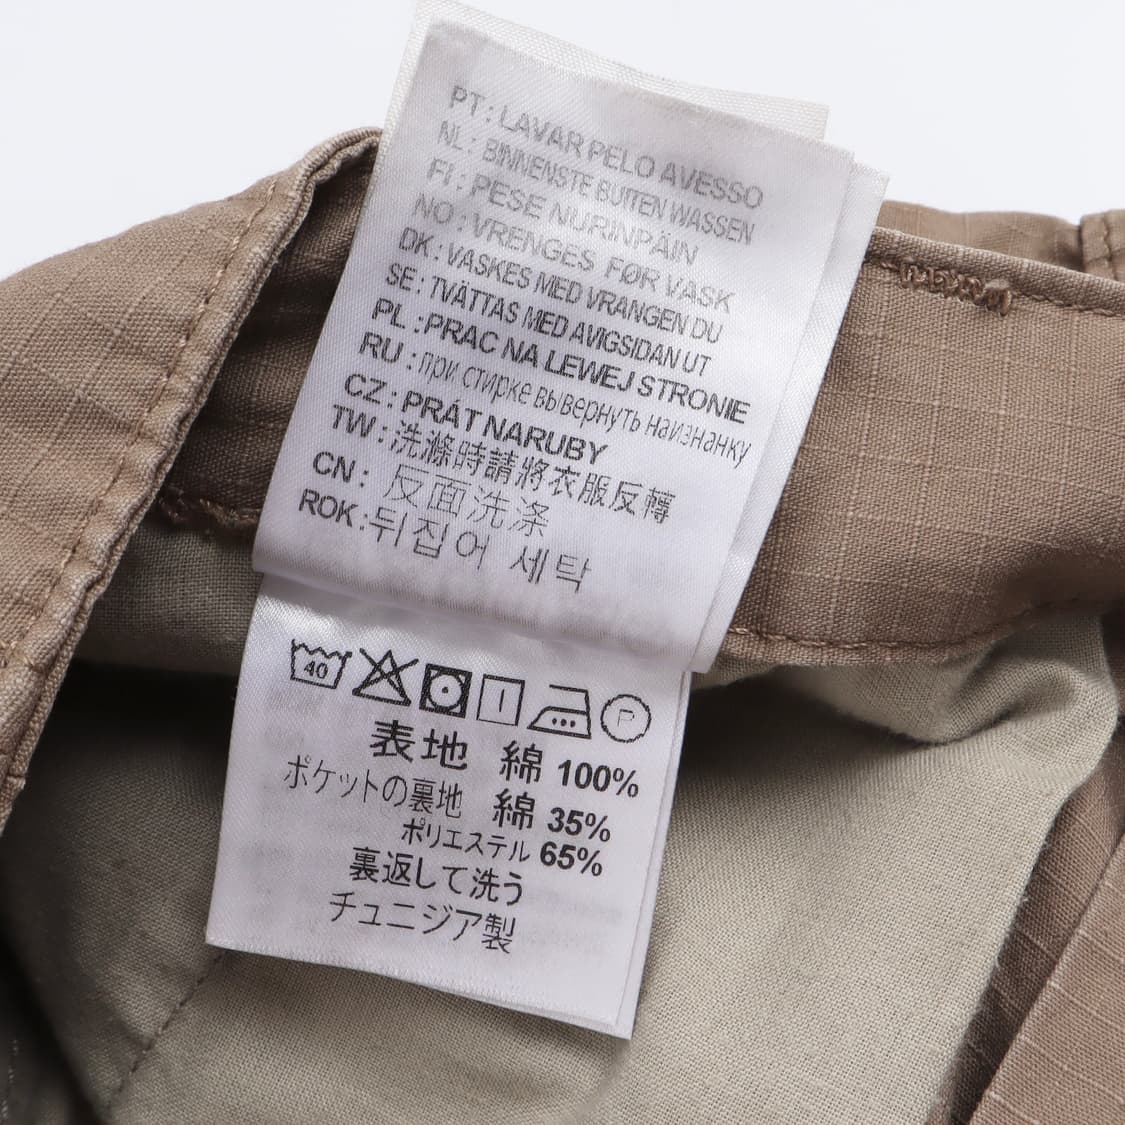 PT : LAVAR PELO AVESSO
NL : BINNENSTE BUITEN WASSEN
FI : PESE NURINPÄIN
NO : VRENGES FØR VASK
DK : VASKES MED VRANGEN DU
SE : TVÄTTAS MED AVIGSIDAN UT
PL : PRAC NA LEWEJ STRONIE
RU : при стирке вывернуть наизнанку
CZ : PRÁT NARUBY
TW : 洗滌時請將衣服反轉
CN : 反面洗涤
ROK : 뒤집어 세탁
40 P
表地 綿 100%
ポケットの裏地 綿 35%
ポリエステル 65%
裏返して洗う
チュニジア製